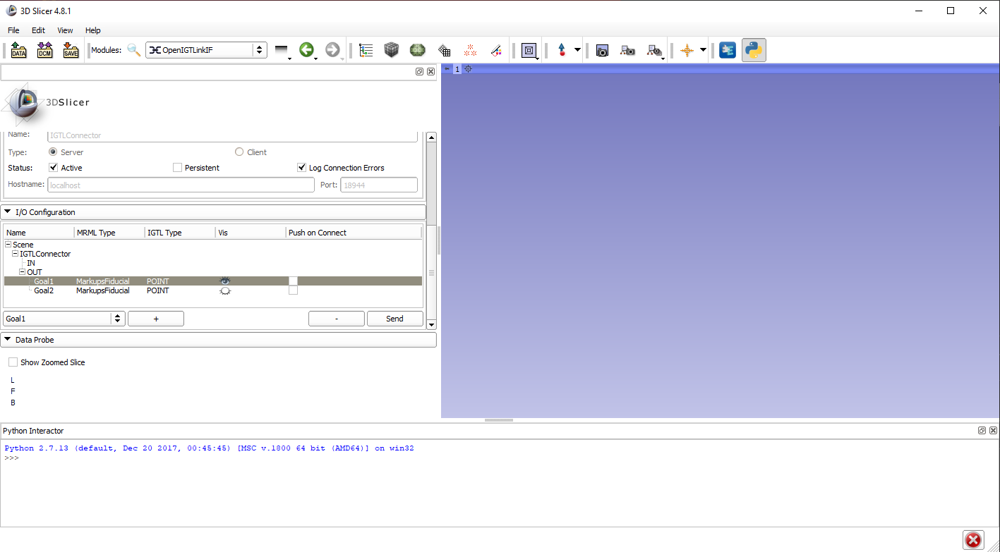 3D Slicer 4.8.1
File Edit View Help
DATA DCM SAVE Modules: OpenIGTLinkIF
1
3DSlicer
Name: IGTLConnector
Type: Server Client
Status: Active Persistent Log Connection Errors
Hostname: localhost Port: 18944
I/O Configuration
Name MRML Type IGTL Type Vis Push on Connect
Scene
IGTLConnector
IN
OUT
Goal1 MarkupsFiducial POINT
Goal2 MarkupsFiducial POINT
Goal1 + - Send
Data Probe
Show Zoomed Slice
L
F
B
Python Interactor
Python 2.7.13 (default, Dec 20 2017, 00:45:45) [MSC v.1800 64 bit (AMD64)] on win32
>>>